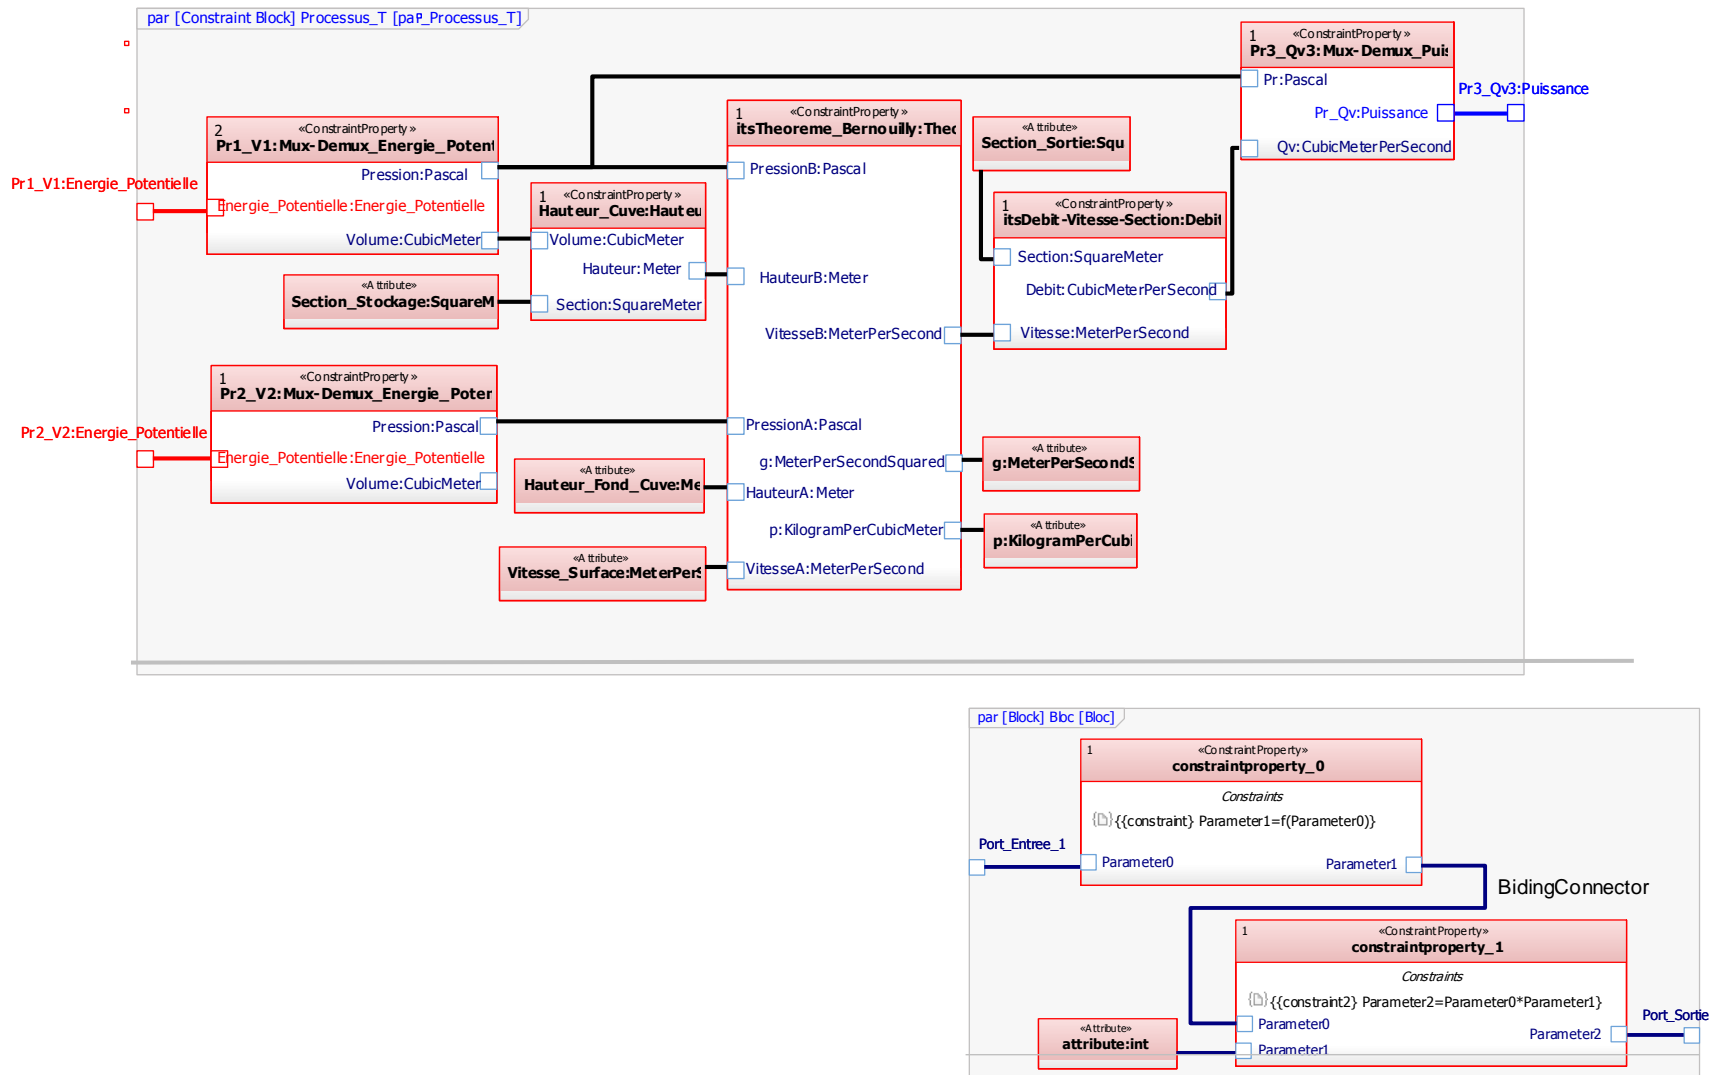 par [Constraint Block] Processus_T [par_Processus_T]
1
«ConstraintProperty »
Pr3_Qv3:Mux-Demux_Puis
Pr:Pascal
Pr3_Qv3:Puissance
Pr_Qv:Puissance
Qv:CubicMeterPerSecond
2
«ConstraintProperty »
Pr1_V1:Mux-Demux_Energie_Potent
Pression:Pascal
Pr1_V1:Energie_Potentielle
Energie_Potentielle:Energie_Potentielle
Volume:CubicMeter
1
«ConstraintProperty »
Hauteur_Cuve:Hauteu
Volume:CubicMeter
Hauteur:Meter
Section:SquareMeter
«Attribute»
Section_Stockage:SquareM
1
«ConstraintProperty »
itsTheoreme_Bernouilly:Theo
PressionB:Pascal
HauteurB:Meter
VitesseB:MeterPerSecond
PressionA:Pascal
g:MeterPerSecondSquared
HauteurA:Meter
p:KilogramPerCubicMeter
VitesseA:MeterPerSecond
«Attribute»
Section_Sortie:Squ
1
«ConstraintProperty »
itsDebit-Vitesse-Section:Debit
Section:SquareMeter
Debit:CubicMeterPerSecond
Vitesse:MeterPerSecond
1
«ConstraintProperty »
Pr2_V2:Mux-Demux_Energie_Poter
Pression:Pascal
Pr2_V2:Energie_Potentielle
Energie_Potentielle:Energie_Potentielle
Volume:CubicMeter
«Attribute»
Hauteur_Fond_Cuve:Me
«Attribute»
g:MeterPerSecondS
«Attribute»
p:KilogramPerCubi
«Attribute»
Vitesse_Surface:MeterPerS
par [Block] Bloc [Bloc]
1
«ConstraintProperty»
constraintproperty_0
Constraints
{{constraint} Parameter1=f(Parameter0)}
Port_Entree_1
Parameter0
Parameter1
BidingConnector
1
«ConstraintProperty»
constraintproperty_1
Constraints
{{constraint2} Parameter2=Parameter0*Parameter1}
Parameter0
Port_Sortie
Parameter2
«Attribute»
attribute:int
Parameter1